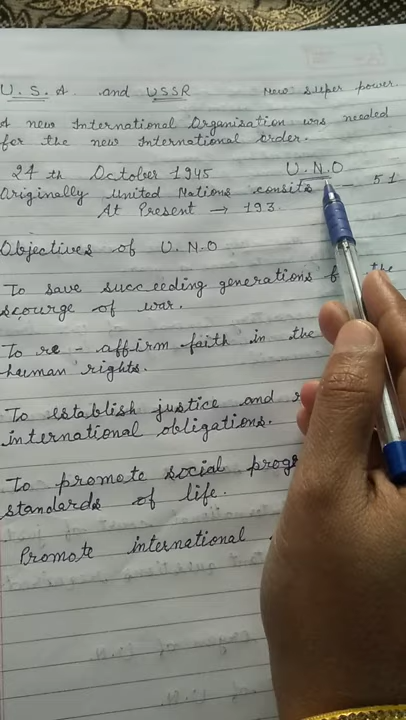 U.S.A and USSR New super power.
A new International Organisation was needed
for the new International order.
24 th October 1945 U.N.O
Originally United Nations consits — 51
At Present → 193.
Objectives of U.N.O
To save succeeding generations the
scourge of war.
To re-affirm faith in the
human rights.
To establish justice and
international obligations.
To promote social
standards of life.
Promote international